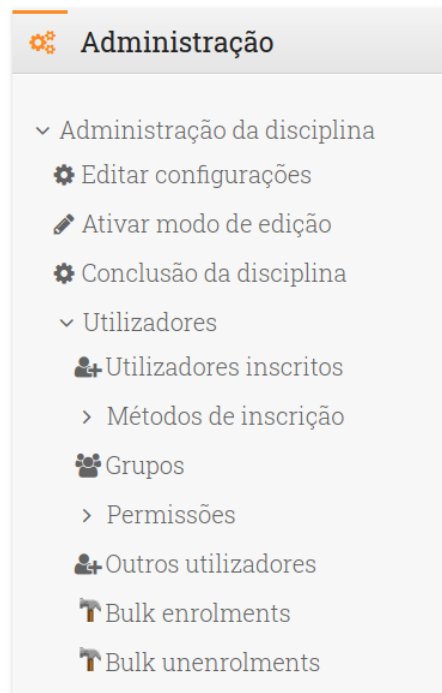 Administração
Administração da disciplina
Editar configurações
Ativar modo de edição
Conclusão da disciplina
Utilizadores
Utilizadores inscritos
Métodos de inscrição
Grupos
Permissões
Outros utilizadores
Bulk enrolments
Bulk unenrolments